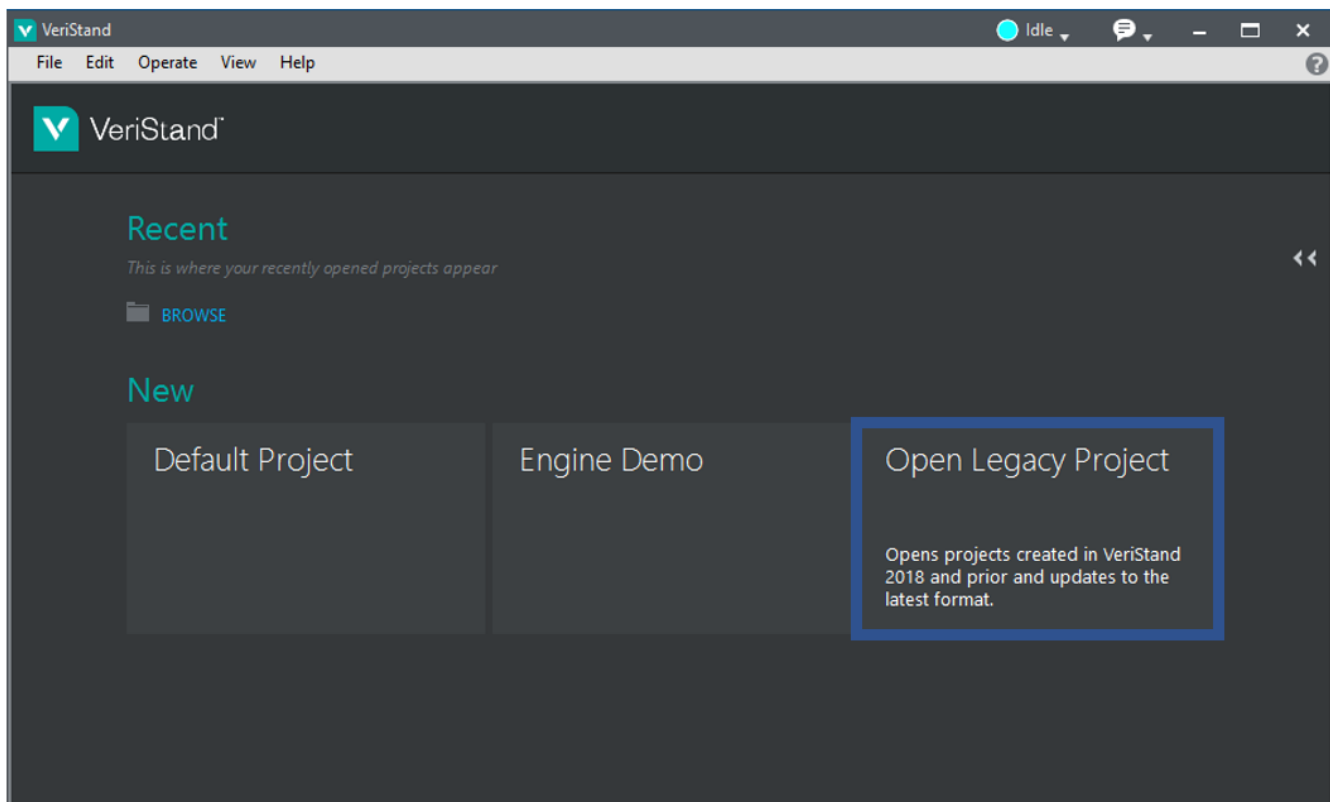 VeriStand
Idle
File Edit Operate View Help
VeriStand™
Recent
This is where your recently opened projects appear
BROWSE
New
Default Project
Engine Demo
Open Legacy Project
Opens projects created in VeriStand
2018 and prior and updates to the
latest format.